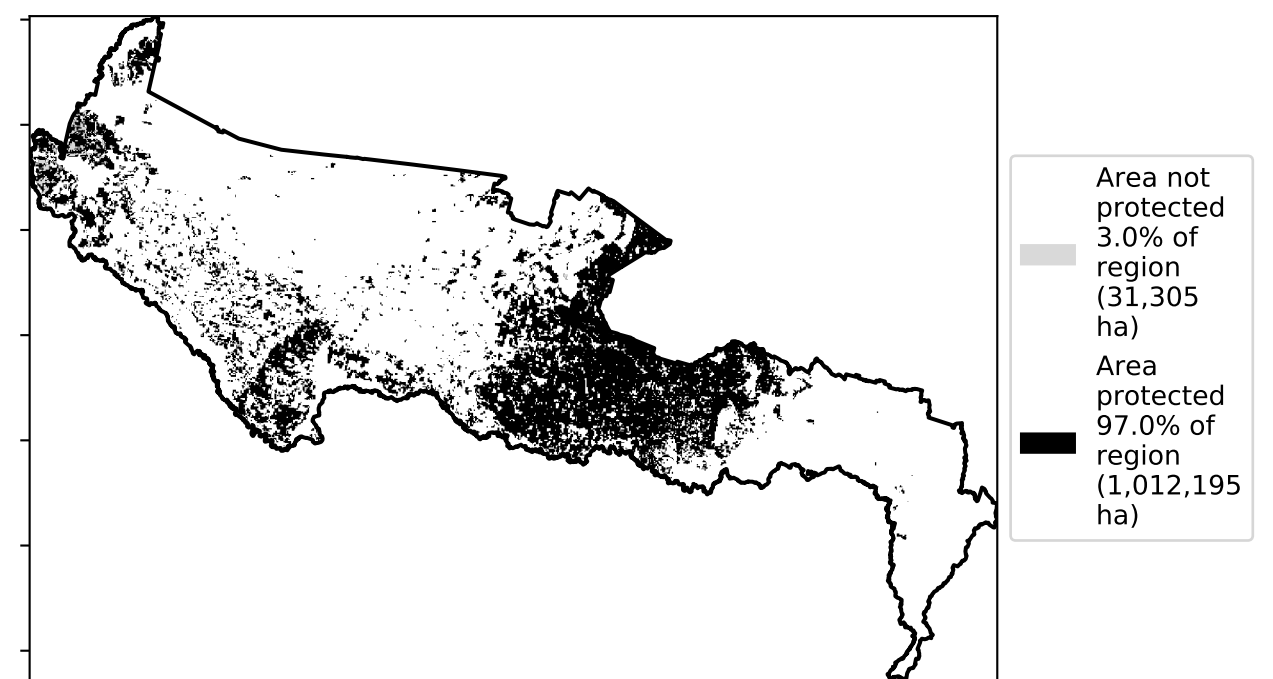 Area not
protected
3.0% of
region
(31,305
ha)
Area
protected
97.0% of
region
(1,012,195
ha)